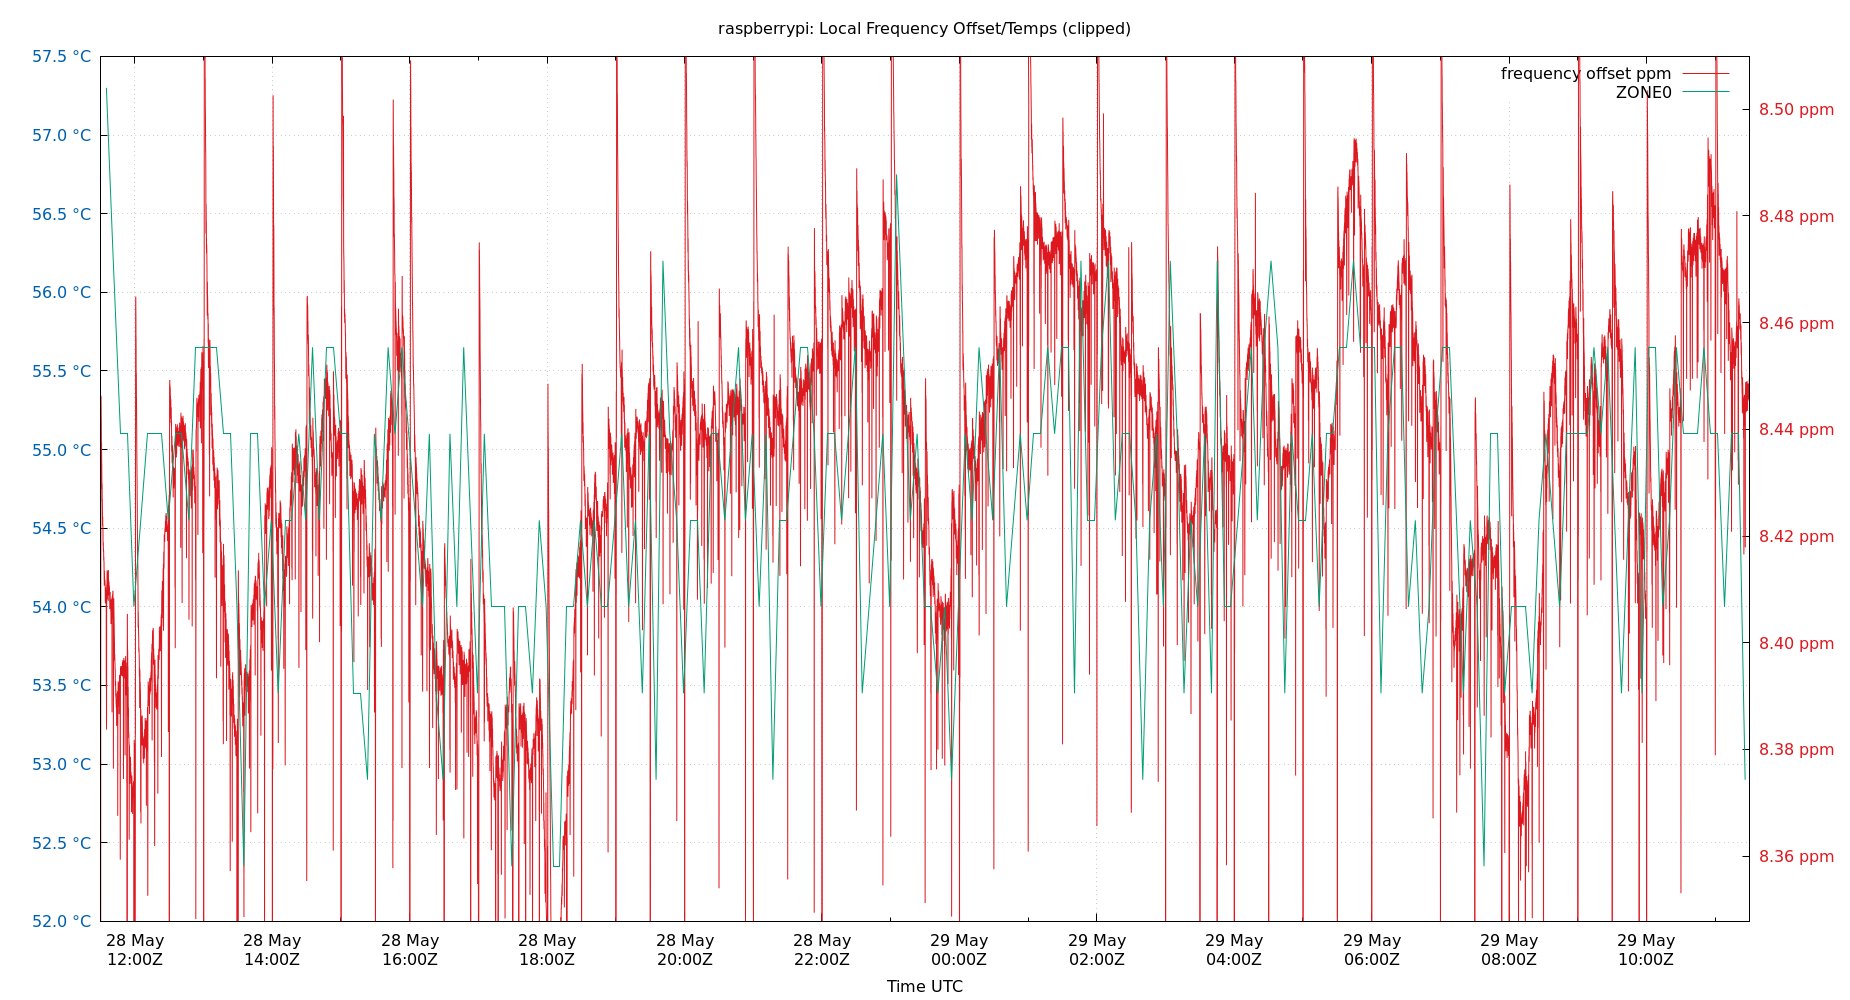 raspberrypi: Local Frequency Offset/Temps (clipped)
57.5 °C
57.0 °C
56.5 °C
56.0 °C
55.5 °C
55.0 °C
54.5 °C
54.0 °C
53.5 °C
53.0 °C
52.5 °C
52.0 °C
frequency offset ppm
ZONE0
8.50 ppm
8.48 ppm
8.46 ppm
8.44 ppm
8.42 ppm
8.40 ppm
8.38 ppm
8.36 ppm
28 May 28 May 28 May 28 May 28 May 28 May 29 May 29 May 29 May 29 May 29 May 29 May
12:00Z 14:00Z 16:00Z 18:00Z 20:00Z 22:00Z 00:00Z 02:00Z 04:00Z 06:00Z 08:00Z 10:00Z
Time UTC